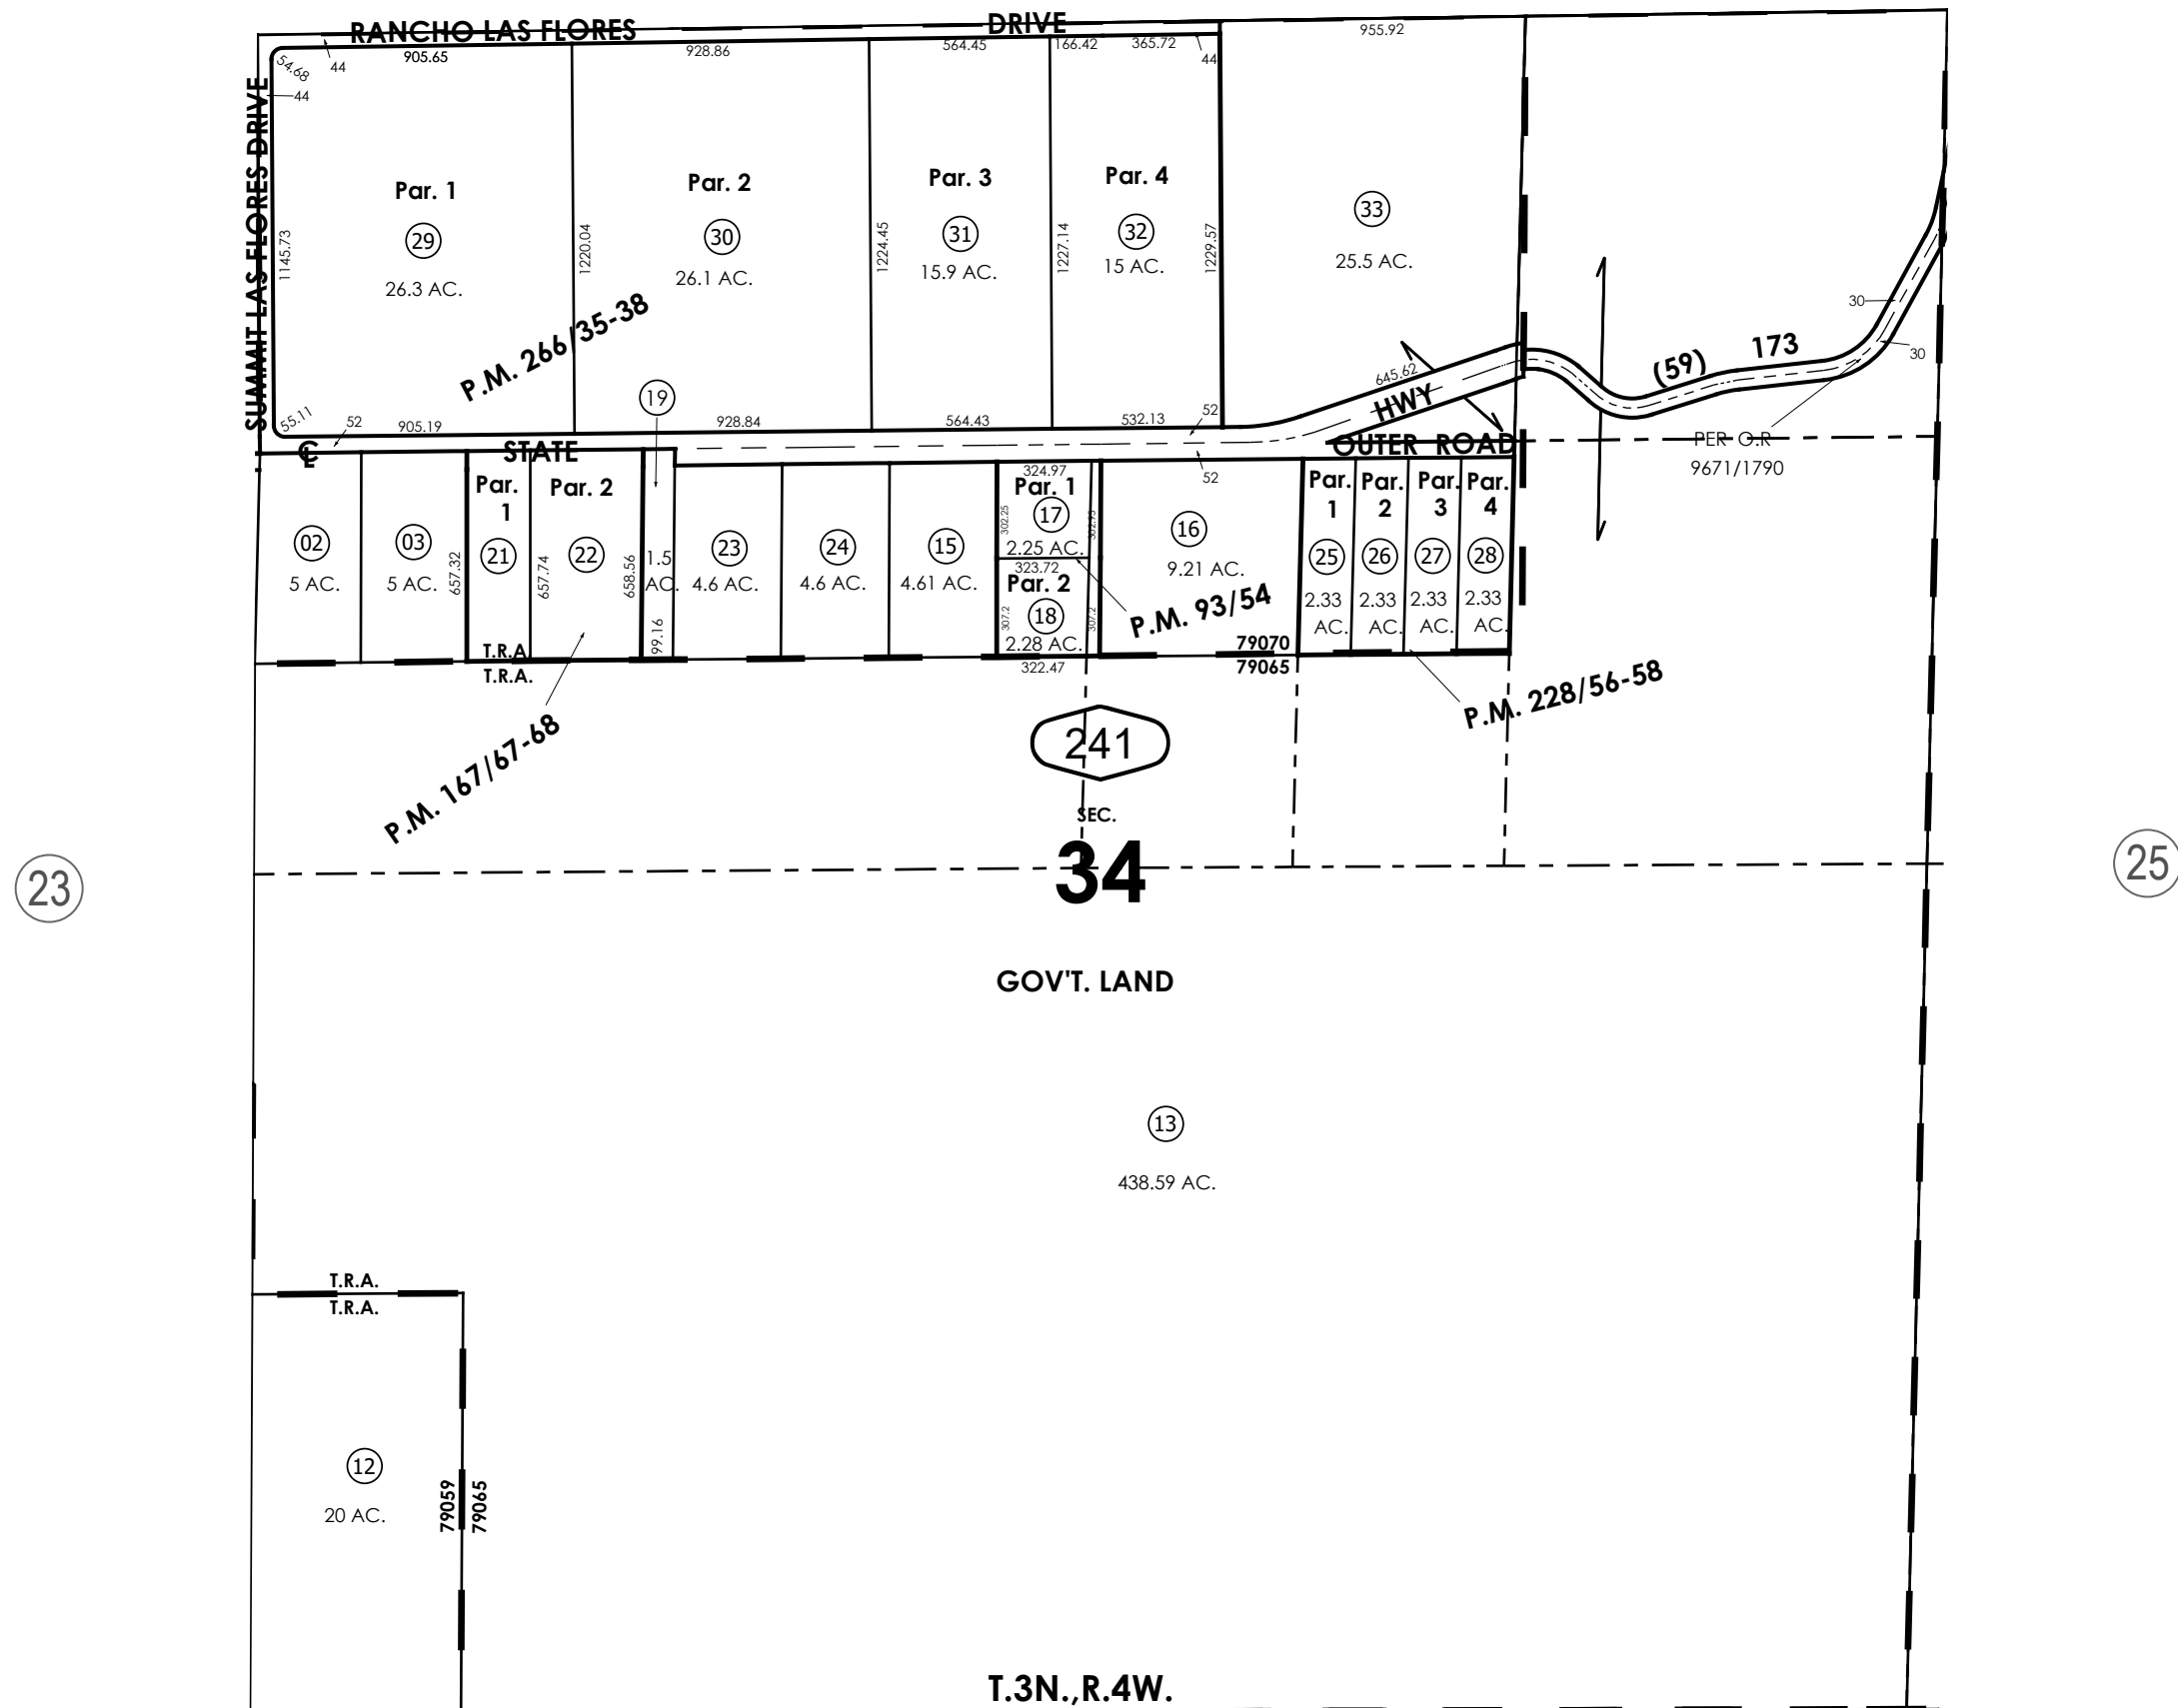 RANCHO LAS FLORES DRIVE
905.65
928.86
564.45
166.42
365.72
955.92
54.68
44
44
44
SUMMIT LAS FLORES DRIVE
Par. 1
29
26.3 AC.
1145.73
Par. 2
30
26.1 AC.
1220.04
Par. 3
31
15.9 AC.
1224.45
Par. 4
32
15 AC.
1227.14
1229.57
33
25.5 AC.
P.M. 266/35-38
19
55.11
52
905.19
928.84
564.43
532.13
52
645.62
HWY
(59)
173
30
30
CL
STATE
OUTER ROAD
PER O.R
9671/1790
52
02
5 AC.
03
5 AC.
657.32
Par.
1
21
657.74
Par. 2
22
658.56
1.5
AC.
99.16
23
4.6 AC.
24
4.6 AC.
15
4.61 AC.
324.97
Par. 1
17
302.25
2.25 AC.
323.72
Par. 2
18
307.2
307.2
2.28 AC.
322.47
16
9.21 AC.
P.M. 93/54
Par.
1
25
2.33
AC.
Par.
2
26
2.33
AC.
Par.
3
27
2.33
AC.
Par.
4
28
2.33
AC.
T.R.A.
T.R.A.
79070
79065
P.M. 167/67-68
P.M. 228/56-58
241
SEC.
34
23
25
GOV'T. LAND
13
438.59 AC.
T.R.A.
T.R.A.
12
20 AC.
79059
79065
T.3N.,R.4W.